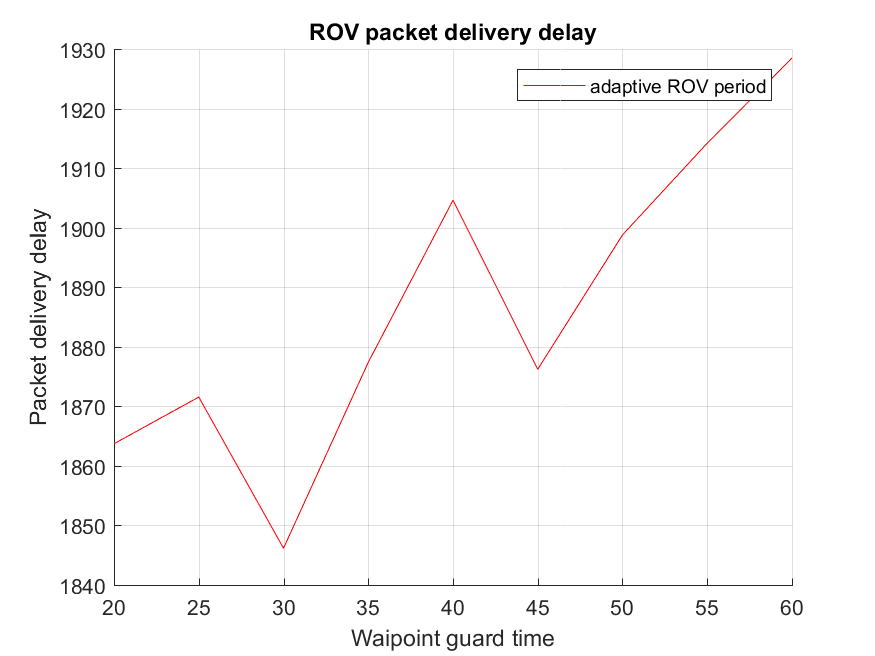 ROV packet delivery delay
adaptive ROV period
1930
1920
1910
1900
1890
1880
1870
1860
1850
1840
Packet delivery delay
20 25 30 35 40 45 50 55 60
Waipoint guard time